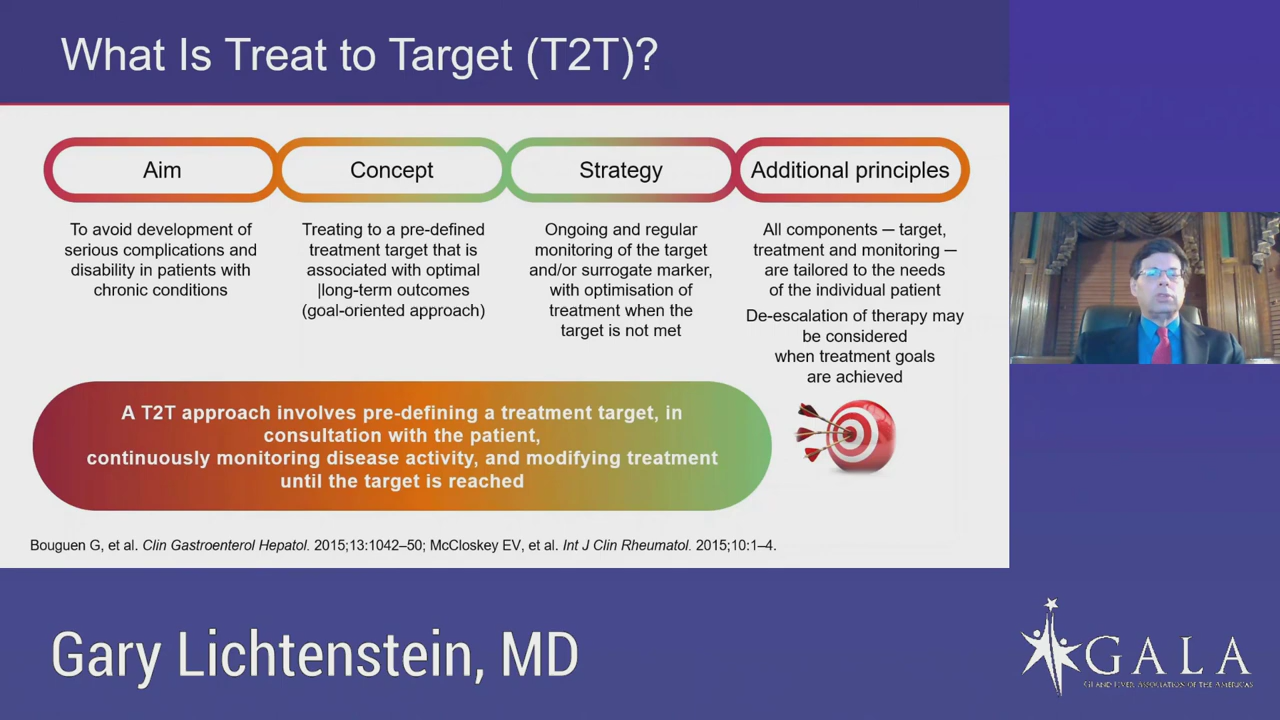 What Is Treat to Target (T2T)?
Aim
To avoid development of
serious complications and
disability in patients with
chronic conditions
Concept
Treating to a pre-defined
treatment target that is
associated with optimal
|long-term outcomes
(goal-oriented approach)
Strategy
Ongoing and regular
monitoring of the target
and/or surrogate marker,
with optimisation of
treatment when the
target is not met
Additional principles
All components — target,
treatment and monitoring —
are tailored to the needs
of the individual patient
De-escalation of therapy may
be considered
when treatment goals
are achieved
A T2T approach involves pre-defining a treatment target, in
consultation with the patient,
continuously monitoring disease activity, and modifying treatment
until the target is reached
Bouguen G, et al. Clin Gastroenterol Hepatol. 2015;13:1042–50; McCloskey EV, et al. Int J Clin Rheumatol. 2015;10:1–4.
Gary Lichtenstein, MD
GALA
GI AND LIVER ASSOCIATION OF THE AMERICAS